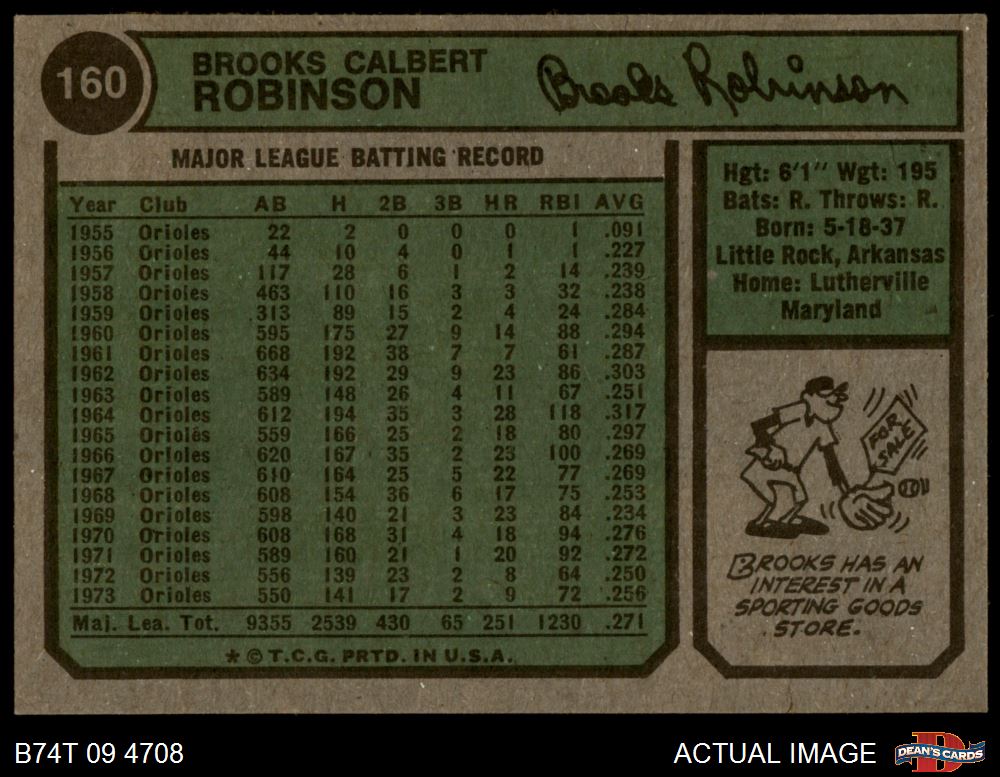 160
BROOKS CALBERT
ROBINSON
Brooks Robinson
MAJOR LEAGUE BATTING RECORD
Year Club AB H 2B 3B HR RBI AVG
1955 Orioles 22 2 0 0 0 1 .091
1956 Orioles 44 10 4 0 1 1 .227
1957 Orioles 117 28 6 1 2 14 .239
1958 Orioles 463 110 16 3 3 32 .238
1959 Orioles .313 89 15 2 4 24 .284
1960 Orioles 595 175 27 9 14 88 .294
1961 Orioles 668 192 38 7 7 61 .287
1962 Orioles 634 192 29 9 23 86 .303
1963 Orioles 589 148 26 4 11 67 .251
1964 Orioles 612 194 35 3 28 118 .317
1965 Orioles 559 166 25 2 18 80 .297
1966 Orioles 620 167 35 2 23 100 .269
1967 Orioles 610 164 25 5 22 77 .269
1968 Orioles 608 154 36 6 17 75 .253
1969 Orioles 598 140 21 3 23 84 .234
1970 Orioles 608 168 31 4 18 94 .276
1971 Orioles 589 160 21 1 20 92 .272
1972 Orioles 556 139 23 2 8 64 .250
1973 Orioles 550 141 17 2 9 72 .256
Maj. Lea. Tot. 9355 2539 430 65 251 1230 .271
* © T.C.G. PRTD. IN U.S.A.
Hgt: 6'1" Wgt: 195
Bats: R. Throws: R.
Born: 5-18-37
Little Rock, Arkansas
Home: Lutherville
Maryland
FOR
SALE
BROOKS HAS AN
INTEREST IN A
SPORTING GOODS
STORE.
B74T 09 4708
ACTUAL IMAGE
D
DEAN'S CARDS